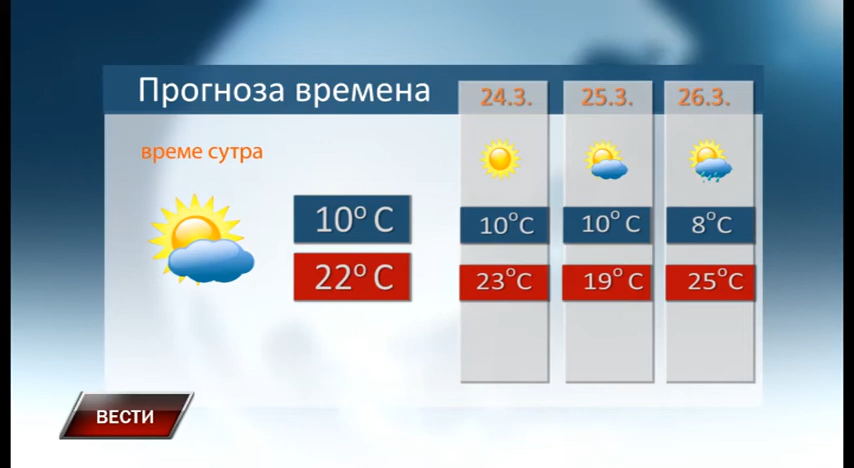 Прогноза времена
време сутра
10° C
22° C
24.3. 25.3. 26.3.
10°C 10°C 8°C
23°C 19°C 25°C
ВЕСТИ